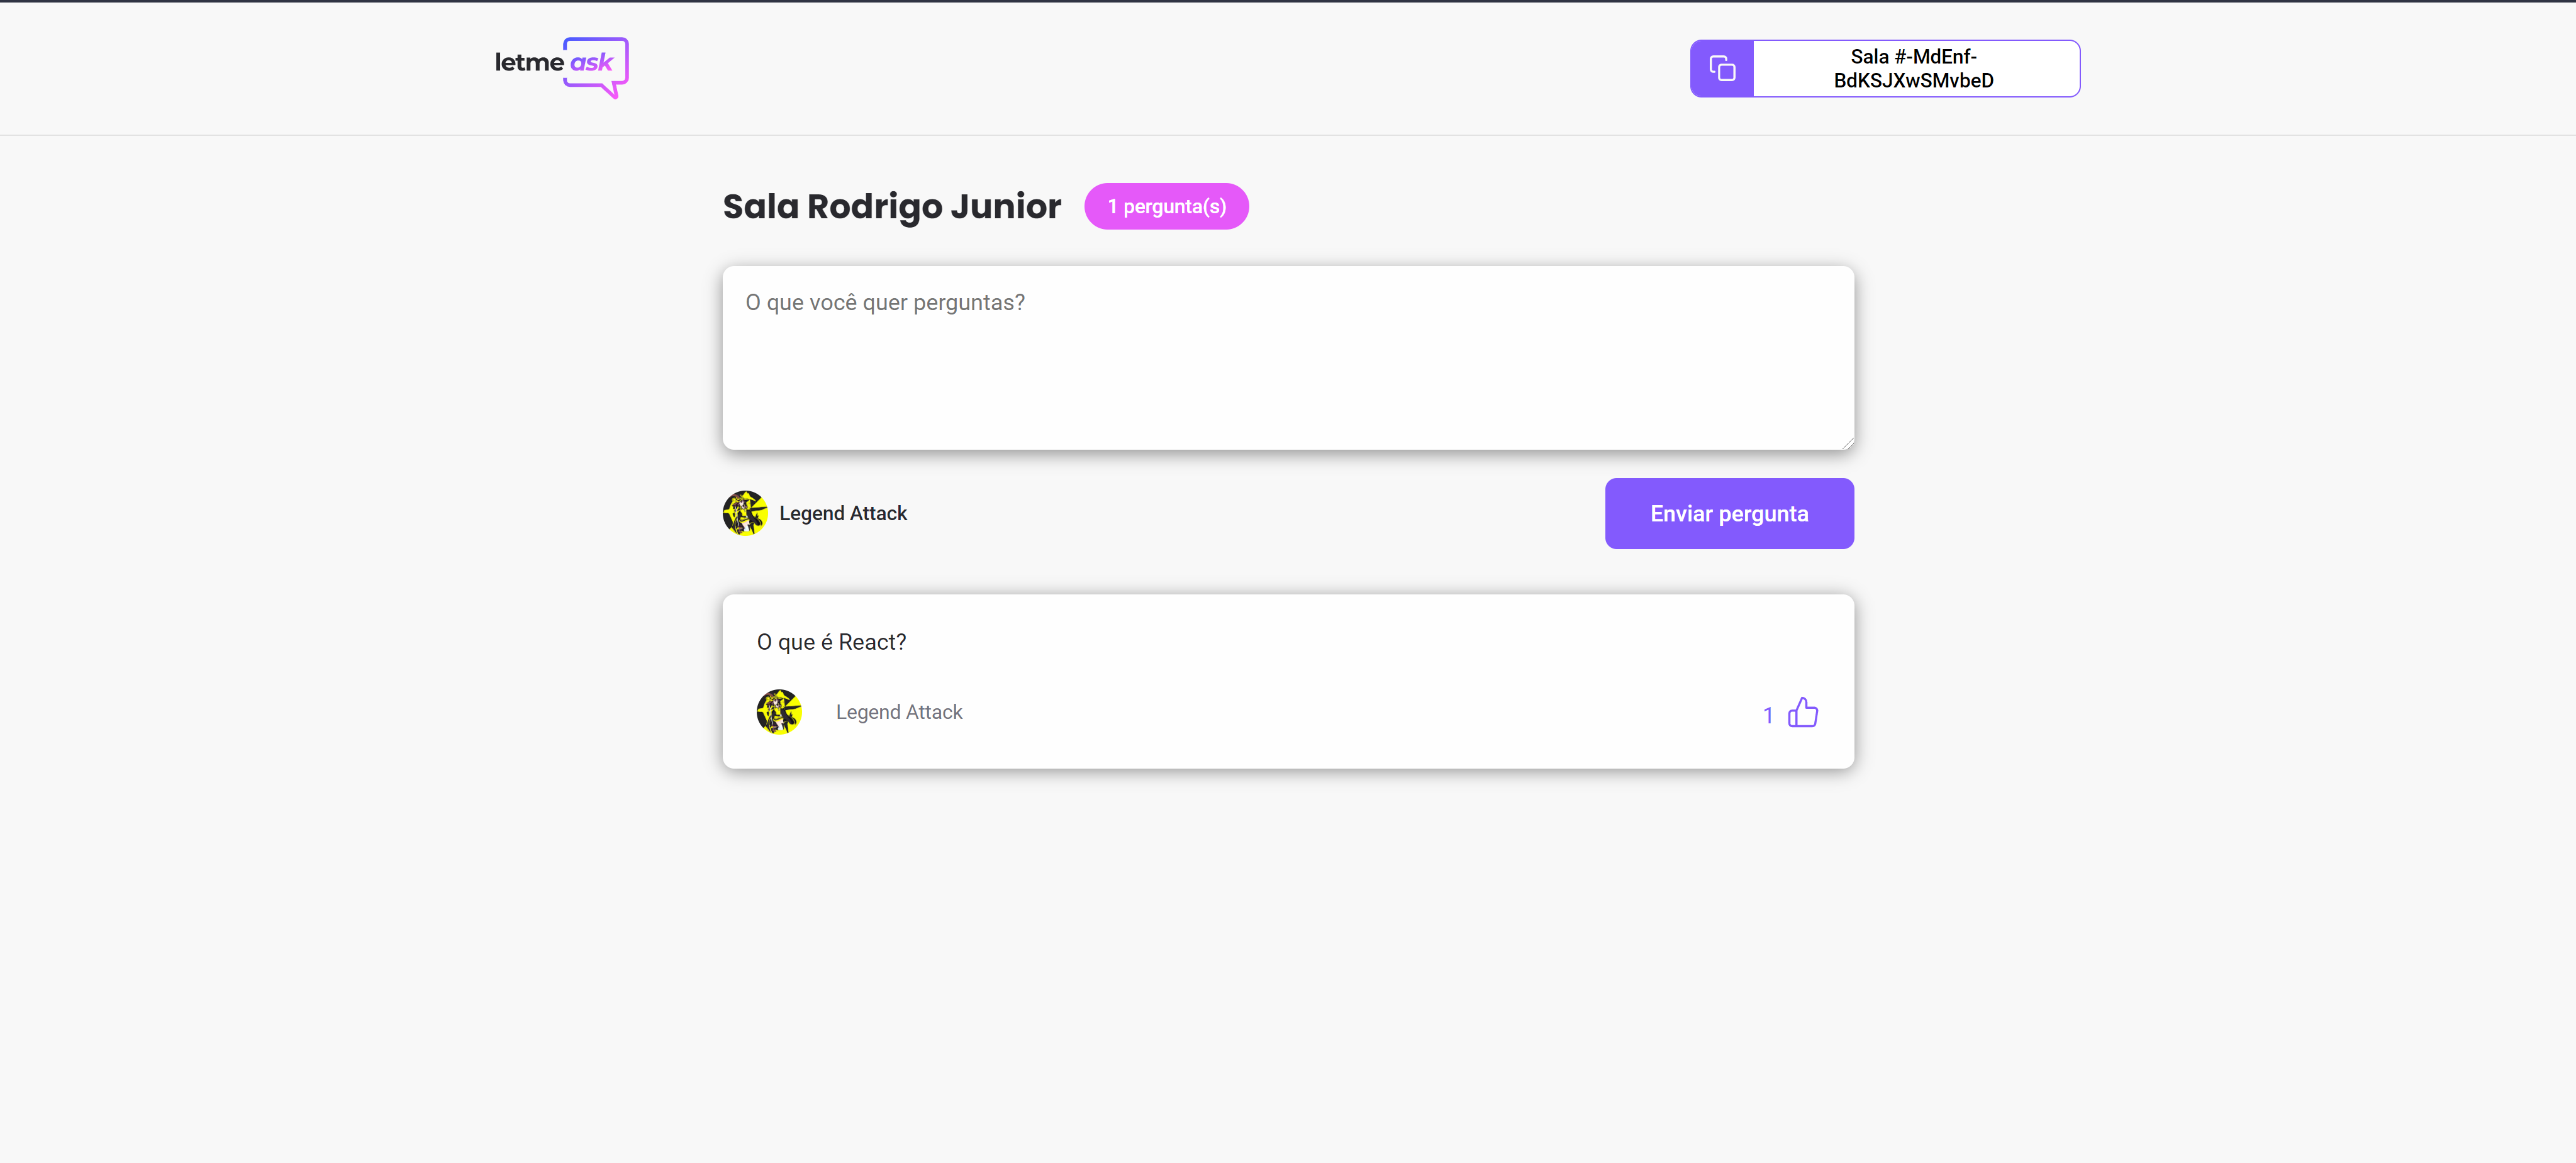 letme ask
Sala #-MdEnf-
BdKSJXwSMvbeD
Sala Rodrigo Junior
1 pergunta(s)
O que você quer perguntas?
Legend Attack
Enviar pergunta
O que é React?
Legend Attack
1